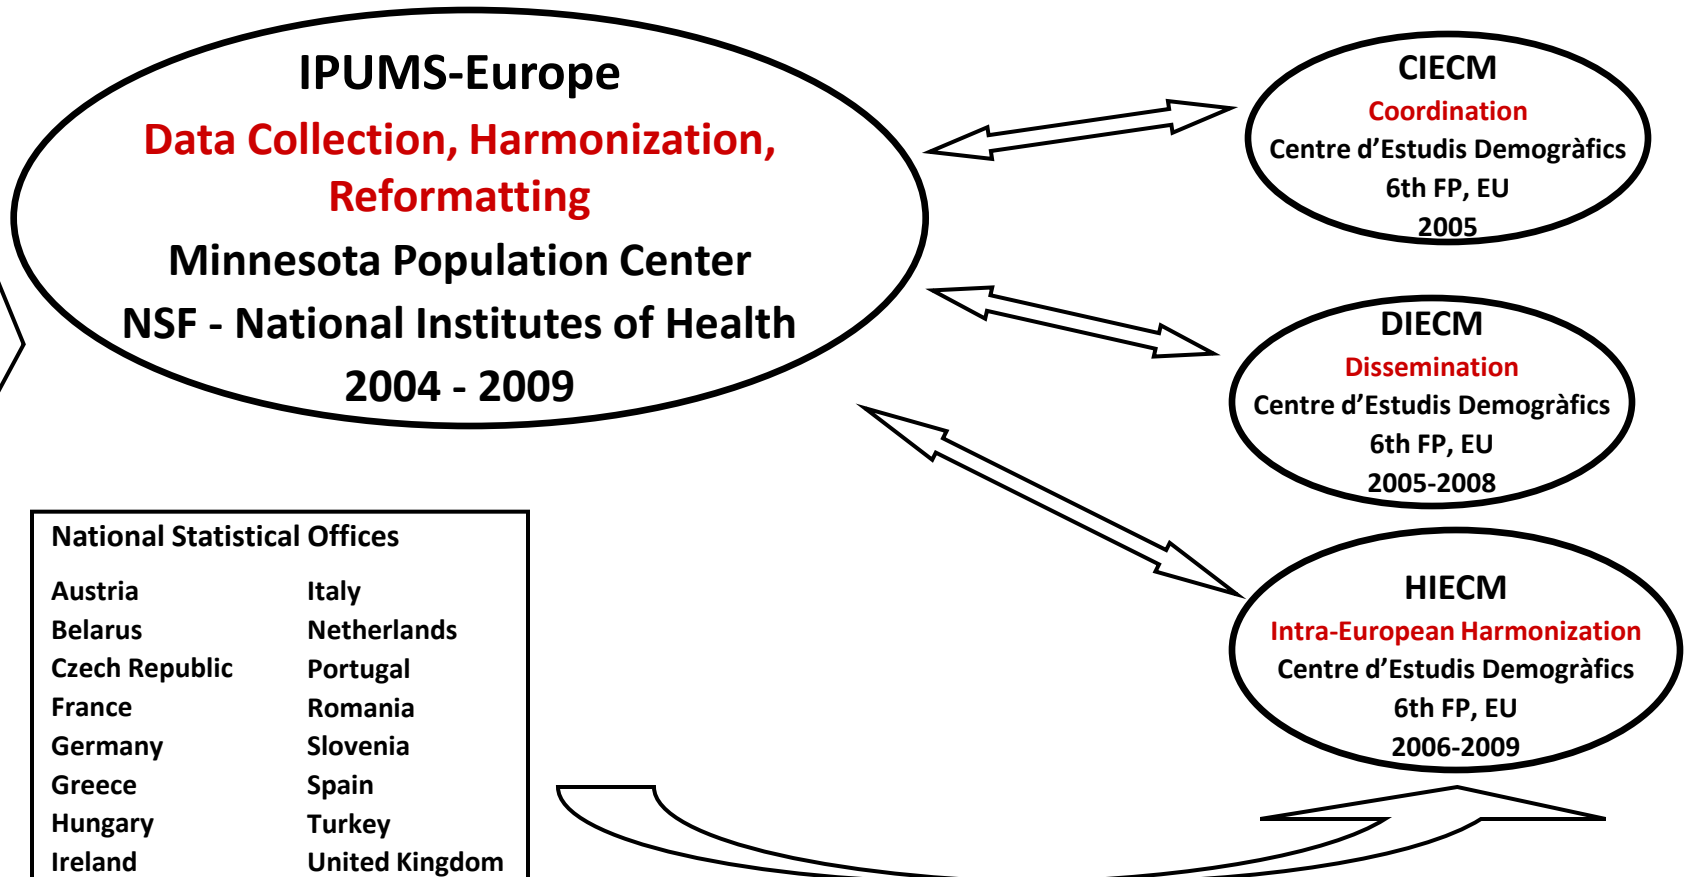 IPUMS-Europe
Data Collection, Harmonization,
Reformatting
Minnesota Population Center
NSF - National Institutes of Health
2004 - 2009
CIECM
Coordination
Centre d’Estudis Demogràfics
6th FP, EU
2005
DIECM
Dissemination
Centre d’Estudis Demogràfics
6th FP, EU
2005-2008
HIECM
Intra-European Harmonization
Centre d’Estudis Demogràfics
6th FP, EU
2006-2009
National Statistical Offices
Austria
Belarus
Czech Republic
France
Germany
Greece
Hungary
Ireland
Italy
Netherlands
Portugal
Romania
Slovenia
Spain
Turkey
United Kingdom